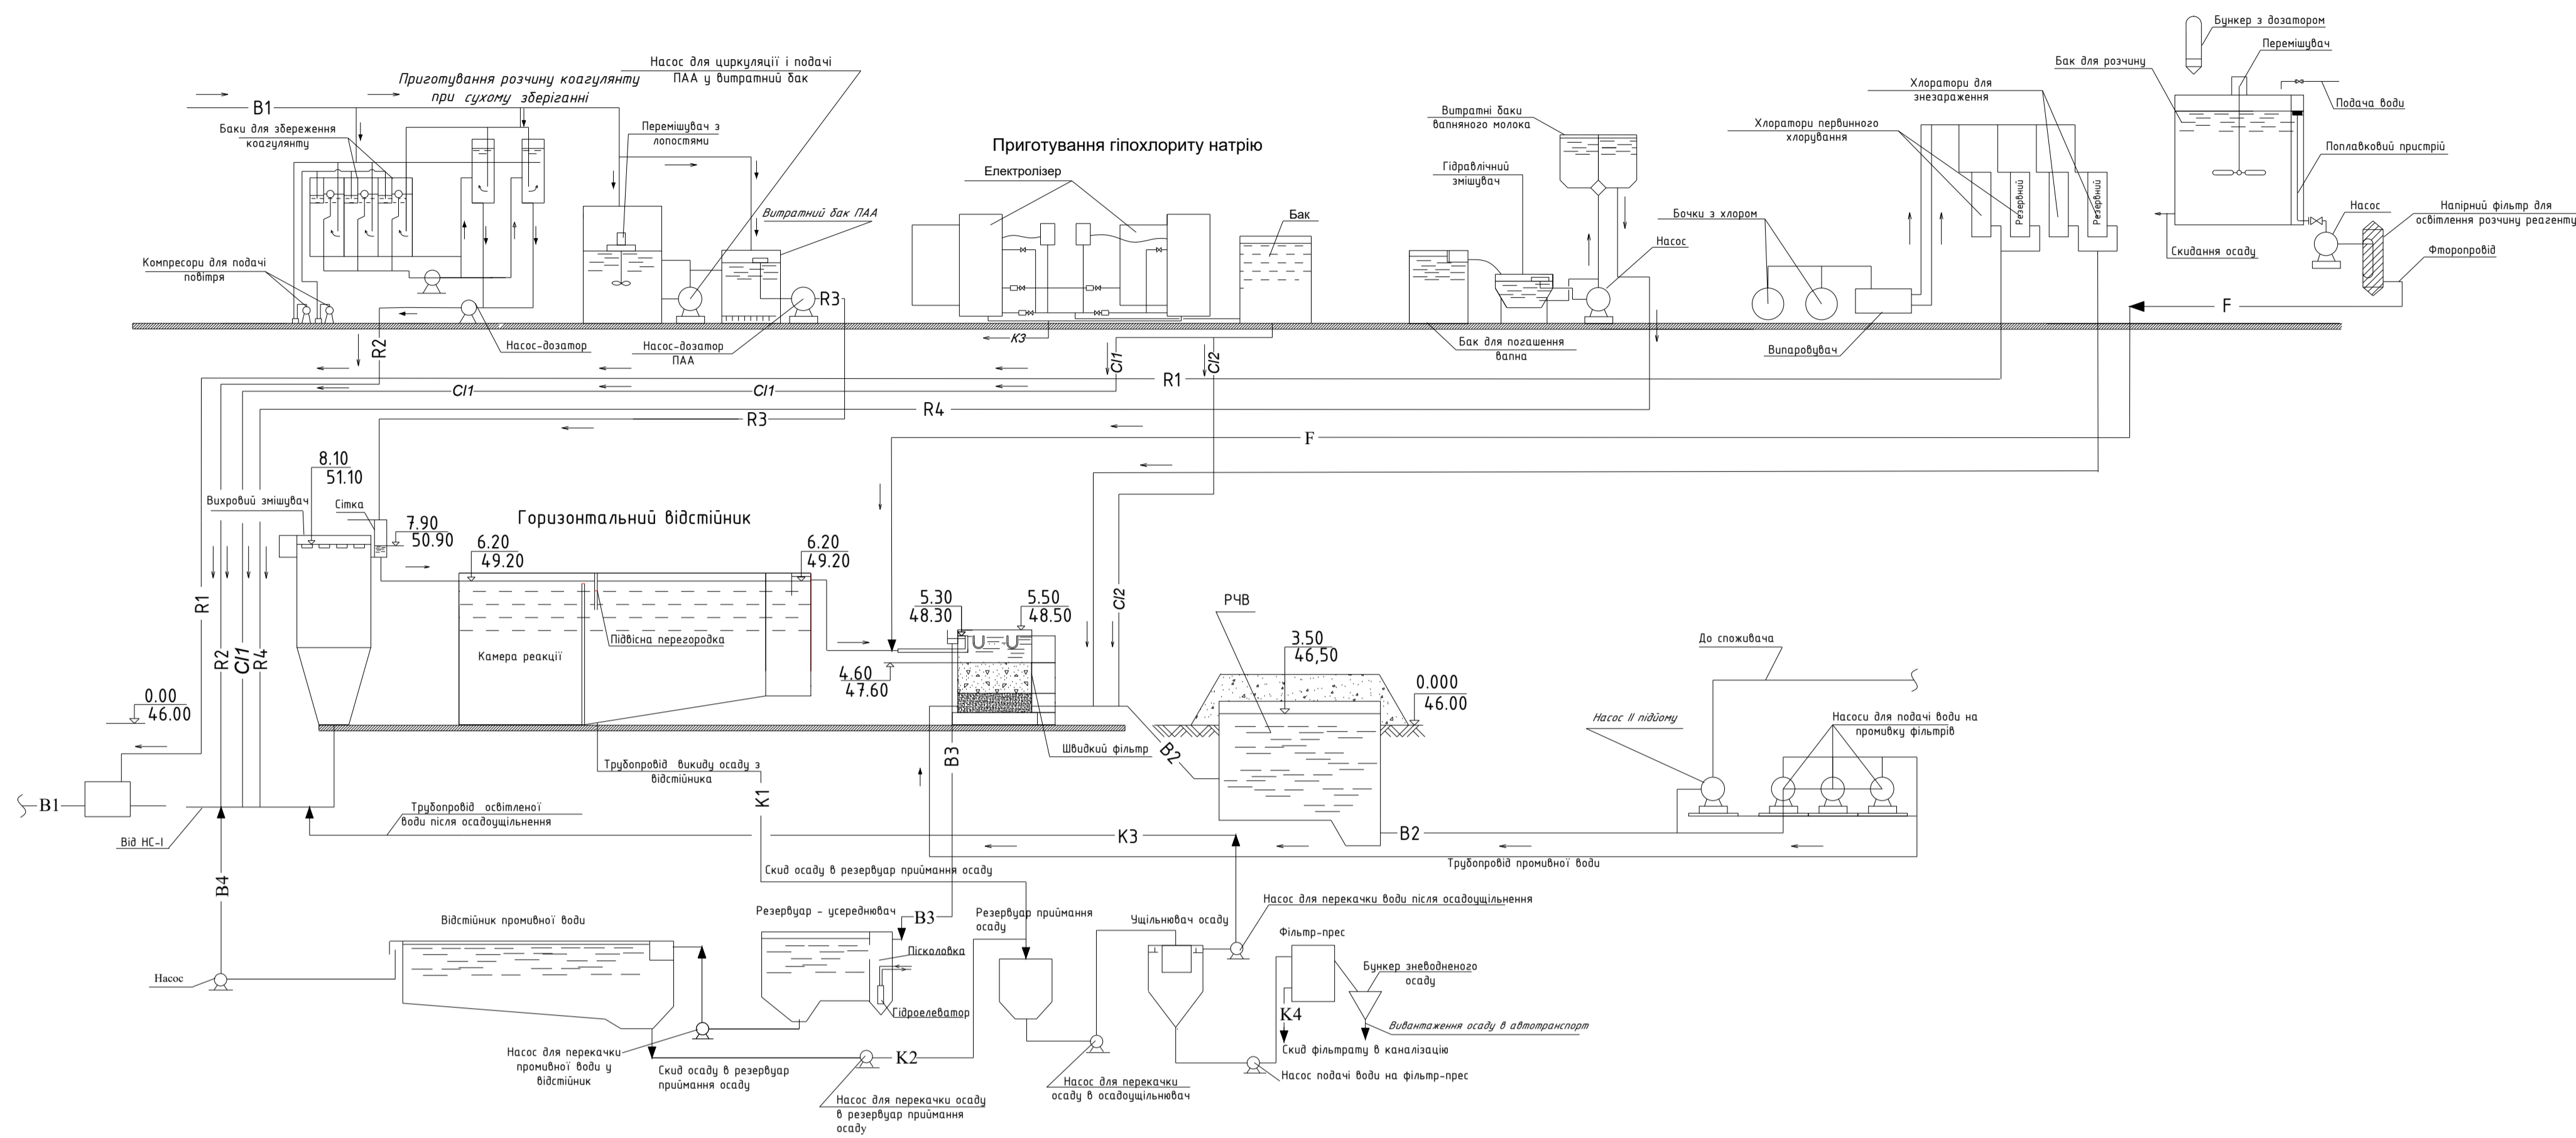 Бункер з дозатором
Перемішувач
Бак для розчину
Подача води
Поплавковий пристрій
Насос
Напірний фільтр для
освітлення розчину реагенту
Скидання осаду
Фторопровід
F
Хлоратори для
знезараження
Хлоратори первинного
хлорування
Резервний
Резервний
Бочки з хлором
Випаровувач
Витратні баки
вапняного молока
Гідравлічний
змішувач
Насос
Бак для погашення
вапна
Приготування гіпохлориту натрію
Електролізер
Бак
К3
Насос для циркуляції і подачі
ПАА у витратний бак
Приготування розчину коагулянту
при сухому зберіганні
В1
Баки для збереження
коагулянту
Перемішувач з
лопостями
Витратний бак ПАА
Компресори для подачі
повітря
R3
R2
Насос-дозатор
Насос-дозатор
ПАА
Cl1
Cl2
R1
Cl1
Cl1
R4
R3
F
8.10
51.10
Вихровий змішувач
Сітка
7.90
50.90
Горизонтальний відстійник
6.20
49.20
6.20
49.20
5.30
48.30
5.50
48.50
Cl2
РЧВ
3.50
46,50
0.000
46.00
До споживача
Підвісна перегородка
Камера реакції
4.60
47.60
R1
R2
Cl1
R4
0.00
46.00
Насос II підйому
Насоси для подачі води на
промивку фільтрів
Швидкий фільтр
В2
В3
Трубопровід викиду осаду з
відстійника
К1
В1
Трубопровід освітленої
води після осадоущільнення
Від НС-I
К3
В2
Трубопровід промивної води
В4
Скид осаду в резервуар приймання осаду
Відстійник промивної води
Резервуар - усереднювач
В3
Резервуар приймання
осаду
Ущільнювач осаду
Насос для перекачки води після осадоущільнення
Фільтр-прес
Пісколовка
Бункер зневодненого
осаду
Насос
Гідроелеватор
К4
Вивантаження осаду в автотранспорт
Скид фільтрату в каналізацію
Насос для перекачки
промивної води у
відстійник
К2
Скид осаду в резервуар
приймання осаду
Насос подачі води на фільтр-прес
Насос для перекачки
осаду в осадоущільнювач
Насос для перекачки осаду
в резервуар приймання
осаду